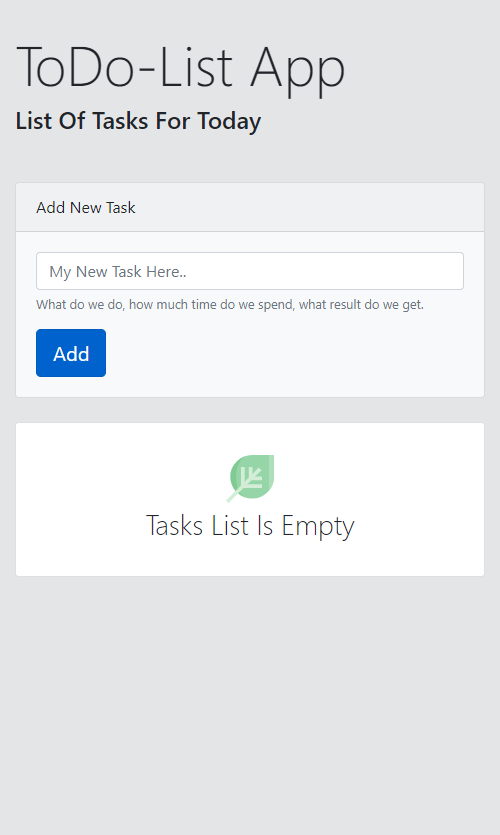 ToDo-List App
List Of Tasks For Today
Add New Task
My New Task Here..
What do we do, how much time do we spend, what result do we get.
Add
Tasks List Is Empty